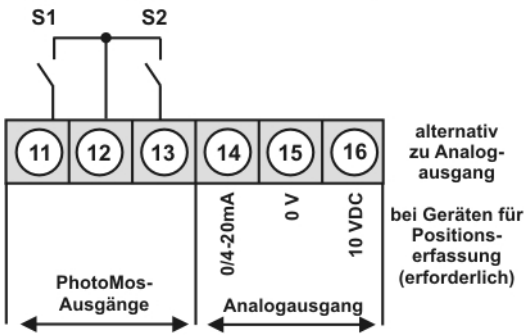 S1
S2
11
12
13
14
15
16
alternativ
zu Analog-
ausgang
0/4-20mA
0 V
10 VDC
bei Geräten für
Positions-
erfassung
(erforderlich)
PhotoMos-
Ausgänge
Analogausgang